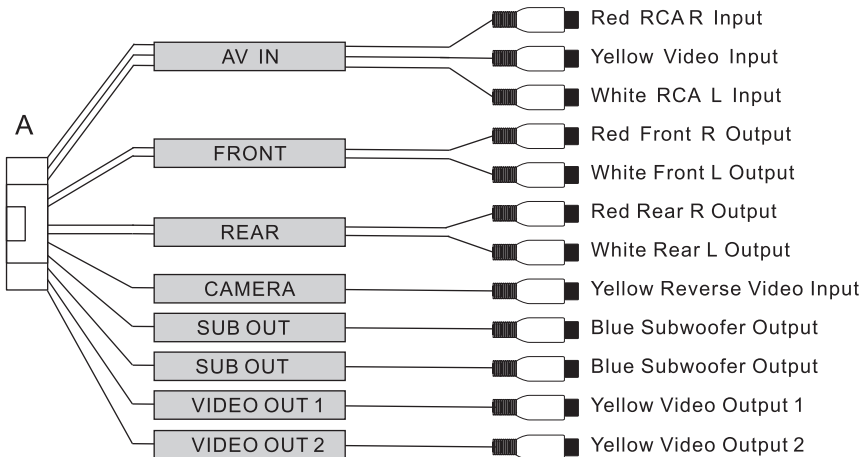 Red RCA R Input
AV IN
Yellow Video Input
White RCA L Input
A
Red Front R Output
FRONT
White Front L Output
Red Rear R Output
REAR
White Rear L Output
CAMERA
Yellow Reverse Video Input
SUB OUT
Blue Subwoofer Output
SUB OUT
Blue Subwoofer Output
VIDEO OUT 1
Yellow Video Output 1
VIDEO OUT 2
Yellow Video Output 2